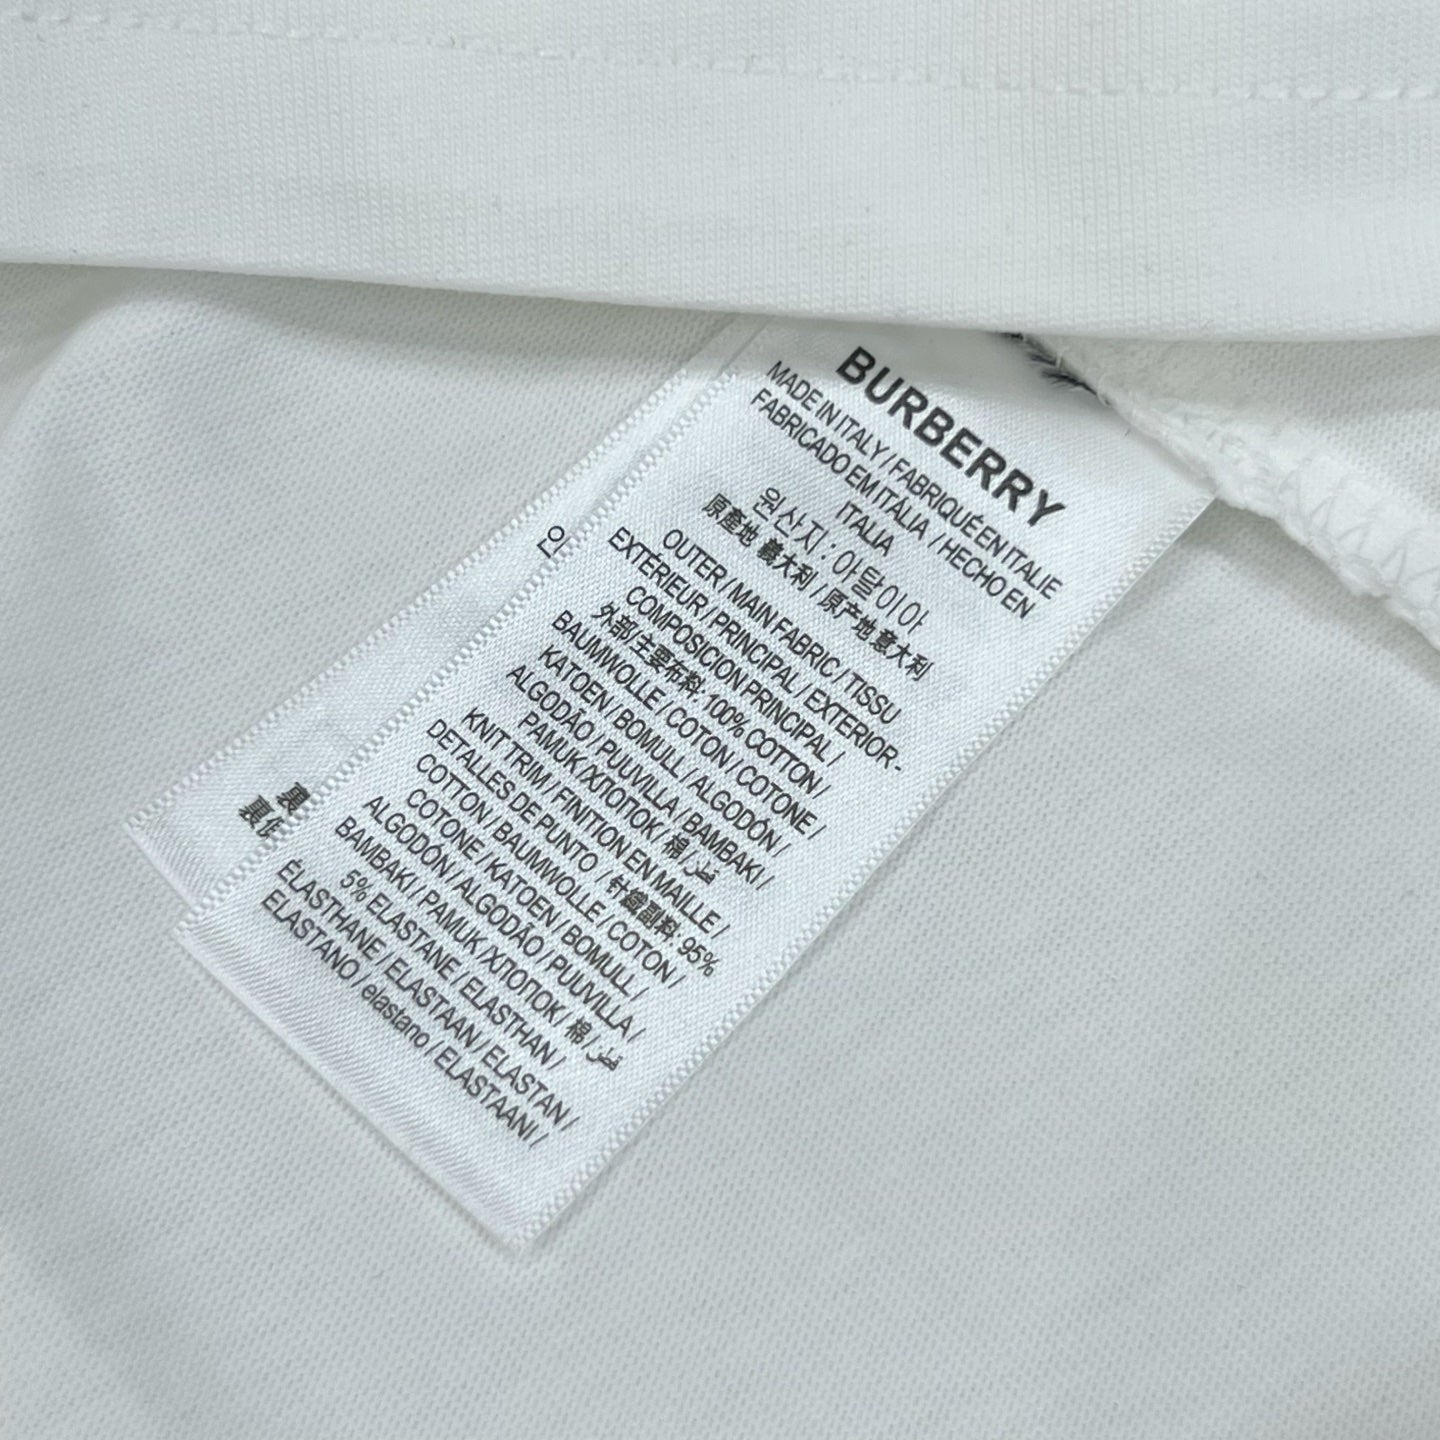 BURBERRY
MADE IN ITALY / FABRIQUÉ EN ITALIE
FABRICADO EM ITÁLIA / HECHO EN
ITALIA
원산지 : 이탈이아
原產地 義大利 / 原产地 意大利
OUTER / MAIN FABRIC / TISSU
EXTÉRIEUR / PRINCIPAL / EXTERIOR-
COMPOSICION PRINCIPAL /
外部/主要布料: 100% COTTON /
BAUMWOLLE / COTON / COTONE /
KATOEN / BOMULL / ALGODÓN /
ALGODÃO / PUUVILLA / BAMBAKI /
PAMUK/ХЛОПОК/ 棉 / قطن
KNIT TRIM / FINITION EN MAILLE /
DETALLES DE PUNTO / 针織副料: 95%
COTTON / BAUMWOLLE / COTON /
COTONE / KATOEN / BOMULL /
ALGODÓN / ALGODÃO / PUUVILLA /
BAMBAKI / PAMUK /ХЛОПОК/ 棉 / قطن
5% ELASTANE / ELASTHAN /
ÉLASTHANE / ELASTAAN / ELASTAN /
ELASTANO / elastano / ELASTAANI /